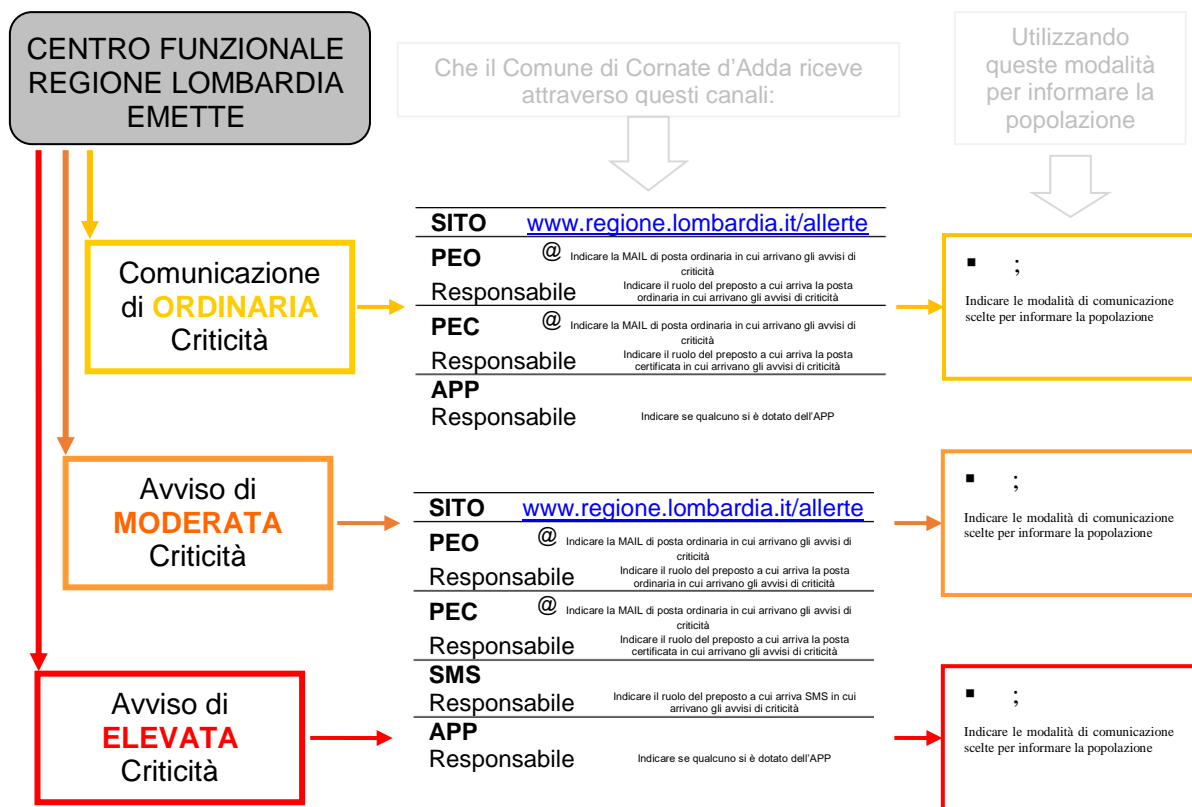 CENTRO FUNZIONALE
REGIONE LOMBARDIA
EMETTE
Che il Comune di Cornate d'Adda riceve
attraverso questi canali:
Utilizzando
queste modalità
per informare la
popolazione
Comunicazione
di ORDINARIA
Criticità
SITO www.regione.lombardia.it/allerte
PEO @ Indicare la MAIL di posta ordinaria in cui arrivano gli avvisi di
criticità
Responsabile Indicare il ruolo del preposto a cui arriva la posta
ordinaria in cui arrivano gli avvisi di criticità
PEC @ Indicare la MAIL di posta ordinaria in cui arrivano gli avvisi di
criticità
Responsabile Indicare il ruolo del preposto a cui arriva la posta
certificata in cui arrivano gli avvisi di criticità
APP
Responsabile Indicare se qualcuno si è dotato dell'APP
▪ ;
Indicare le modalità di comunicazione
scelte per informare la popolazione
Avviso di
MODERATA
Criticità
SITO www.regione.lombardia.it/allerte
PEO @ Indicare la MAIL di posta ordinaria in cui arrivano gli avvisi di
criticità
Responsabile Indicare il ruolo del preposto a cui arriva la posta
ordinaria in cui arrivano gli avvisi di criticità
PEC @ Indicare la MAIL di posta ordinaria in cui arrivano gli avvisi di
criticità
Responsabile Indicare il ruolo del preposto a cui arriva la posta
certificata in cui arrivano gli avvisi di criticità
SMS
Responsabile Indicare il ruolo del preposto a cui arriva SMS in cui
arrivano gli avvisi di criticità
APP
Responsabile Indicare se qualcuno si è dotato dell'APP
▪ ;
Indicare le modalità di comunicazione
scelte per informare la popolazione
Avviso di
ELEVATA
Criticità
▪ ;
Indicare le modalità di comunicazione
scelte per informare la popolazione